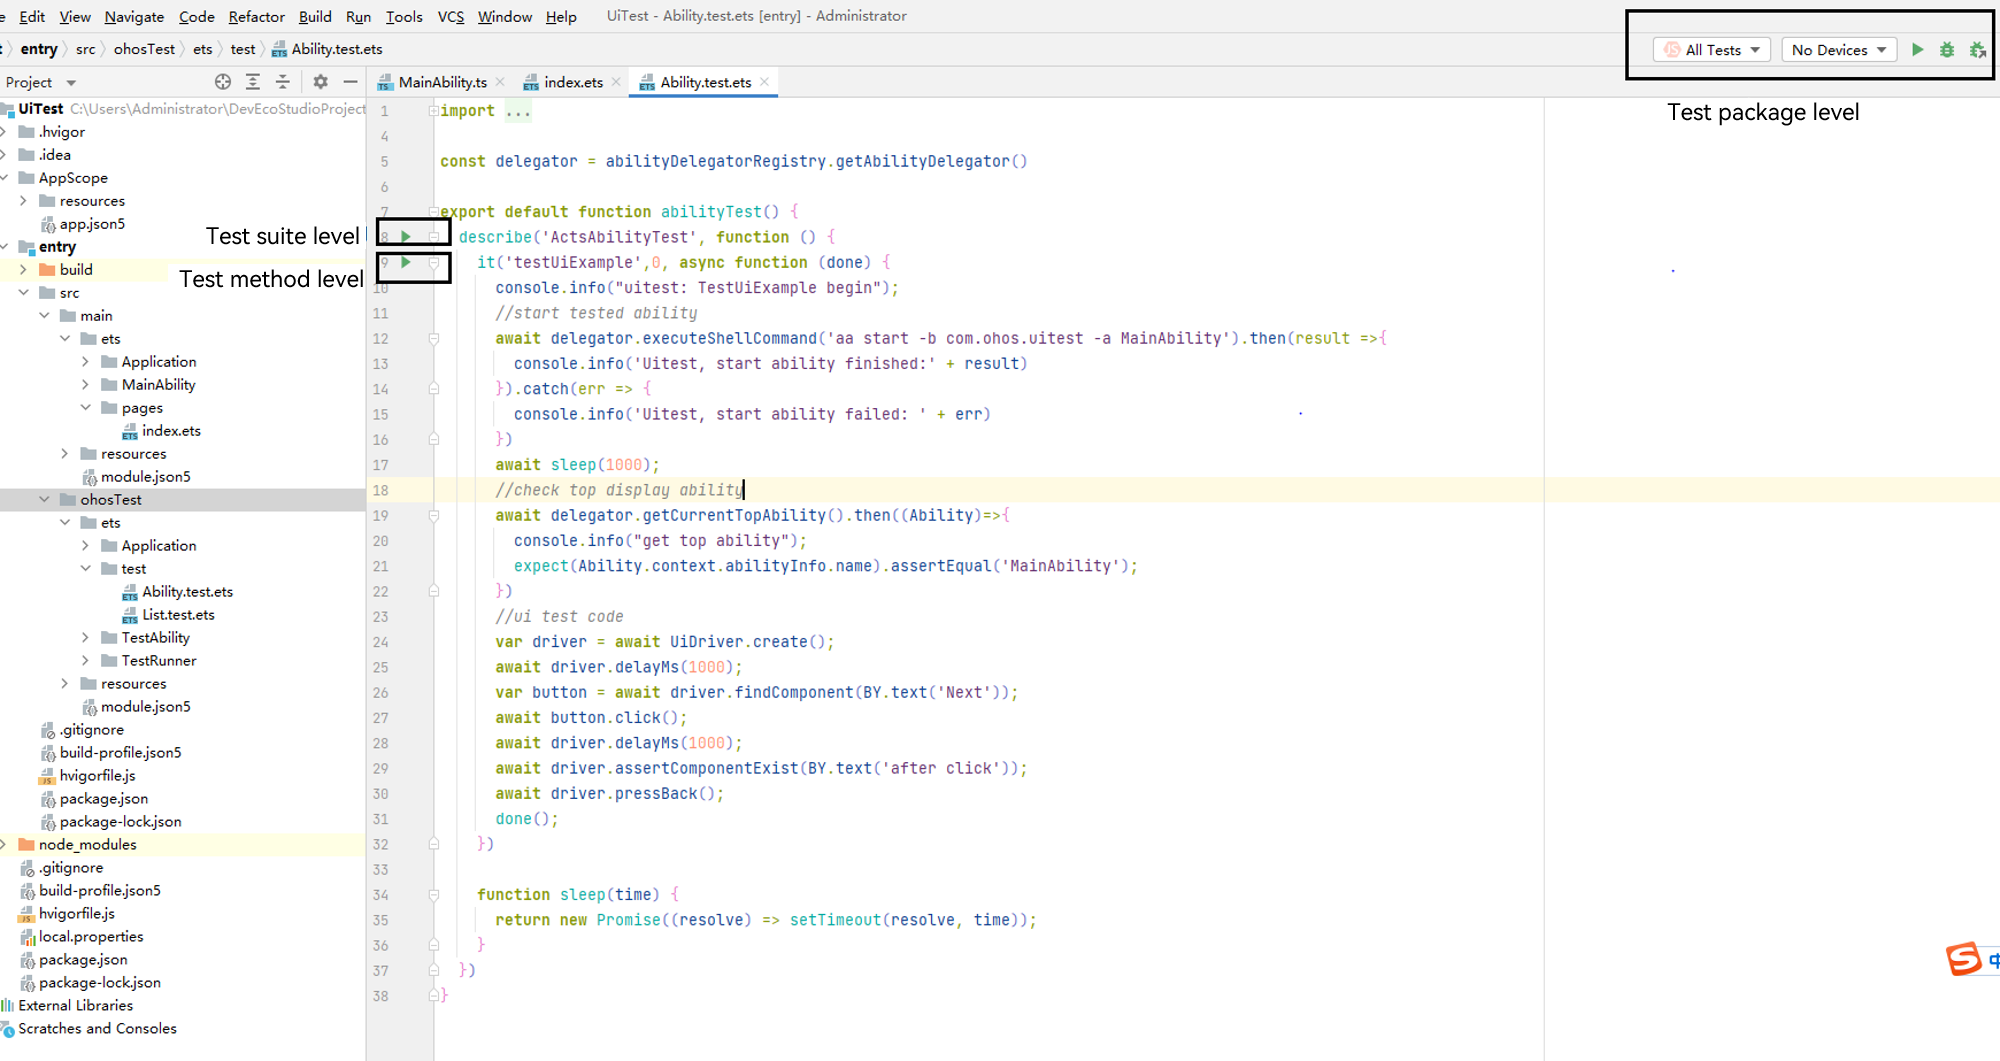 e Edit View Navigate Code Refactor Build Run Tools VCS Window Help UiTest - Ability.test.ets [entry] - Administrator
entry src ohosTest ets test Ability.test.ets
All Tests No Devices
Test package level
Project
MainAbility.ts index.ets Ability.test.ets
UiTest C:\Users\Administrator\DevEcoStudioProject
.hvigor
.idea
AppScope
resources
app.json5
entry
build
src
main
ets
Application
MainAbility
pages
index.ets
resources
module.json5
ohosTest
ets
Application
test
Ability.test.ets
List.test.ets
TestAbility
TestRunner
resources
module.json5
.gitignore
build-profile.json5
hvigorfile.js
package.json
package-lock.json
node_modules
.gitignore
build-profile.json5
hvigorfile.js
local.properties
package.json
package-lock.json
External Libraries
Scratches and Consoles
Test suite level
Test method level
1 import ...
4
5 const delegator = abilityDelegatorRegistry.getAbilityDelegator()
6
7 export default function abilityTest() {
8 describe('ActsAbilityTest', function () {
9 it('testUiExample',0, async function (done) {
10 console.info("uitest: TestUiExample begin");
11 //start tested ability
12 await delegator.executeShellCommand('aa start -b com.ohos.uitest -a MainAbility').then(result =>{
13 console.info('Uitest, start ability finished:' + result)
14 }).catch(err => {
15 console.info('Uitest, start ability failed: ' + err)
16 })
17 await sleep(1000);
18 //check top display ability
19 await delegator.getCurrentTopAbility().then((Ability)=>{
20 console.info("get top ability");
21 expect(Ability.context.abilityInfo.name).assertEqual('MainAbility');
22 })
23 //ui test code
24 var driver = await UiDriver.create();
25 await driver.delayMs(1000);
26 var button = await driver.findComponent(BY.text('Next'));
27 await button.click();
28 await driver.delayMs(1000);
29 await driver.assertComponentExist(BY.text('after click'));
30 await driver.pressBack();
31 done();
32 })
33
34 function sleep(time) {
35 return new Promise((resolve) => setTimeout(resolve, time));
36 }
37 })
38 }